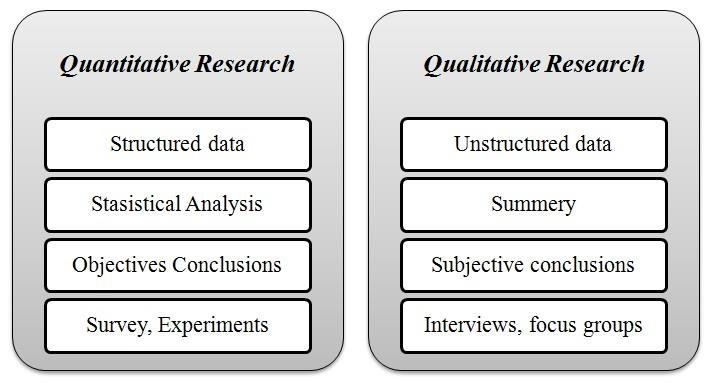 Quantitative Research
Structured data
Stasistical Analysis
Objectives Conclusions
Survey, Experiments
Qualitative Research
Unstructured data
Summery
Subjective conclusions
Interviews, focus groups